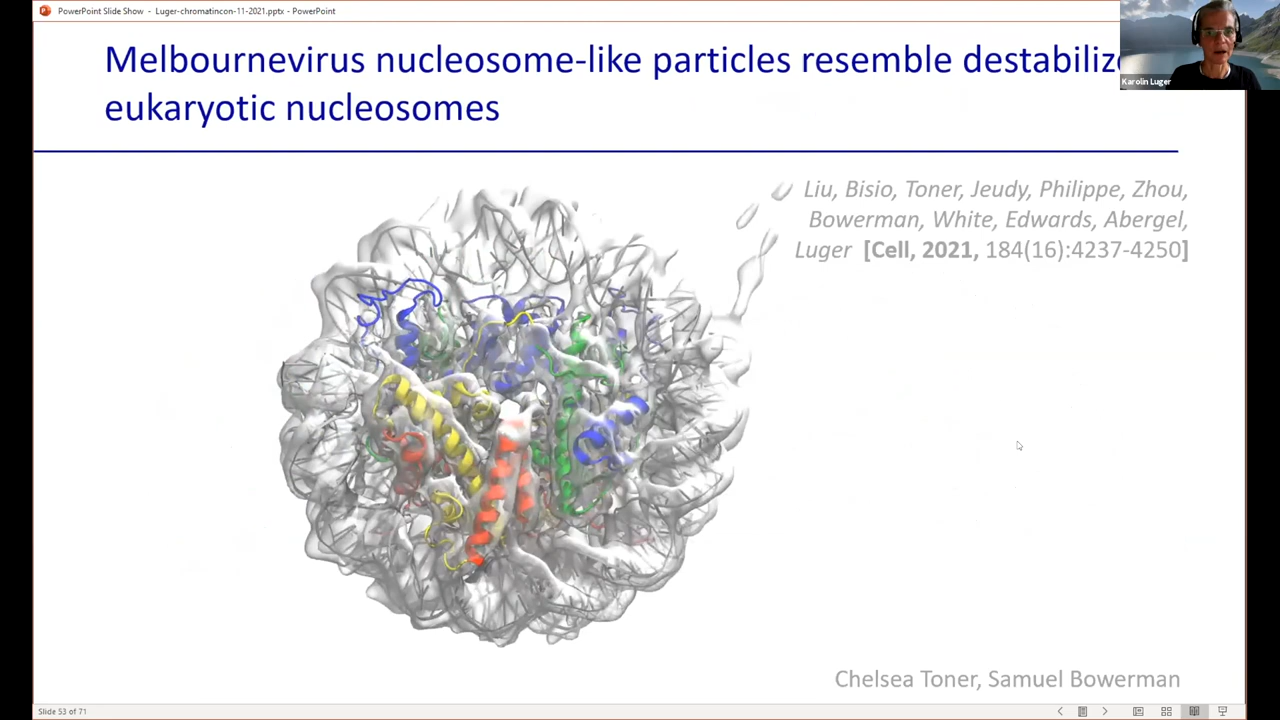 PowerPoint Slide Show - Luger-chromatincon-11-2021.pptx - PowerPoint
Melbournevirus nucleosome-like particles resemble
eukaryotic nucleosomes
Karolin Luger
Liu, Bisio, Toner, Jeudy, Philippe, Zhou,
Bowerman, White, Edwards, Abergel,
Luger [Cell, 2021, 184(16):4237-4250]
Chelsea Toner, Samuel Bowerman
Slide 53 of 71